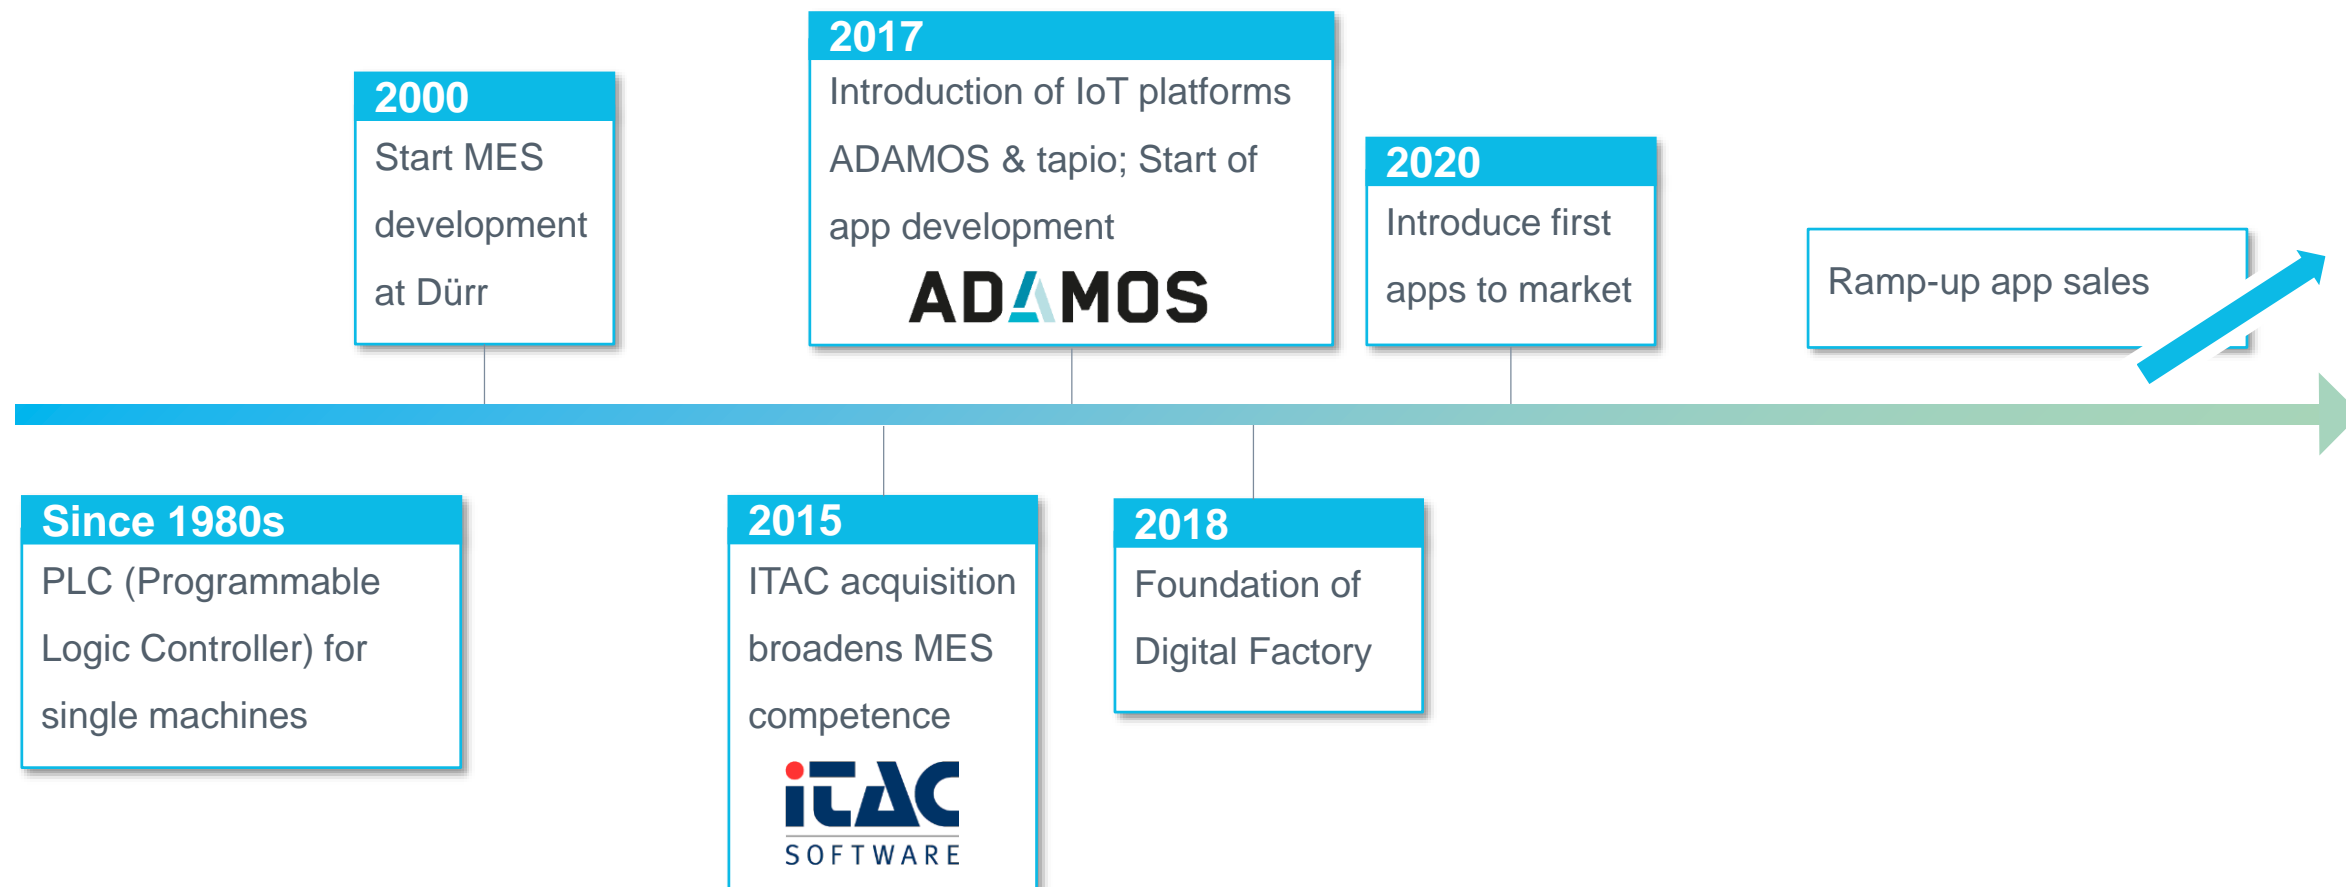 2017
Introduction of IoT platforms
ADAMOS & tapio; Start of
app development
ADAMOS
2000
Start MES
development
at Dürr
2020
Introduce first
apps to market
Ramp-up app sales
Since 1980s
PLC (Programmable
Logic Controller) for
single machines
2015
ITAC acquisition
broadens MES
competence
iTAC
SOFTWARE
2018
Foundation of
Digital Factory